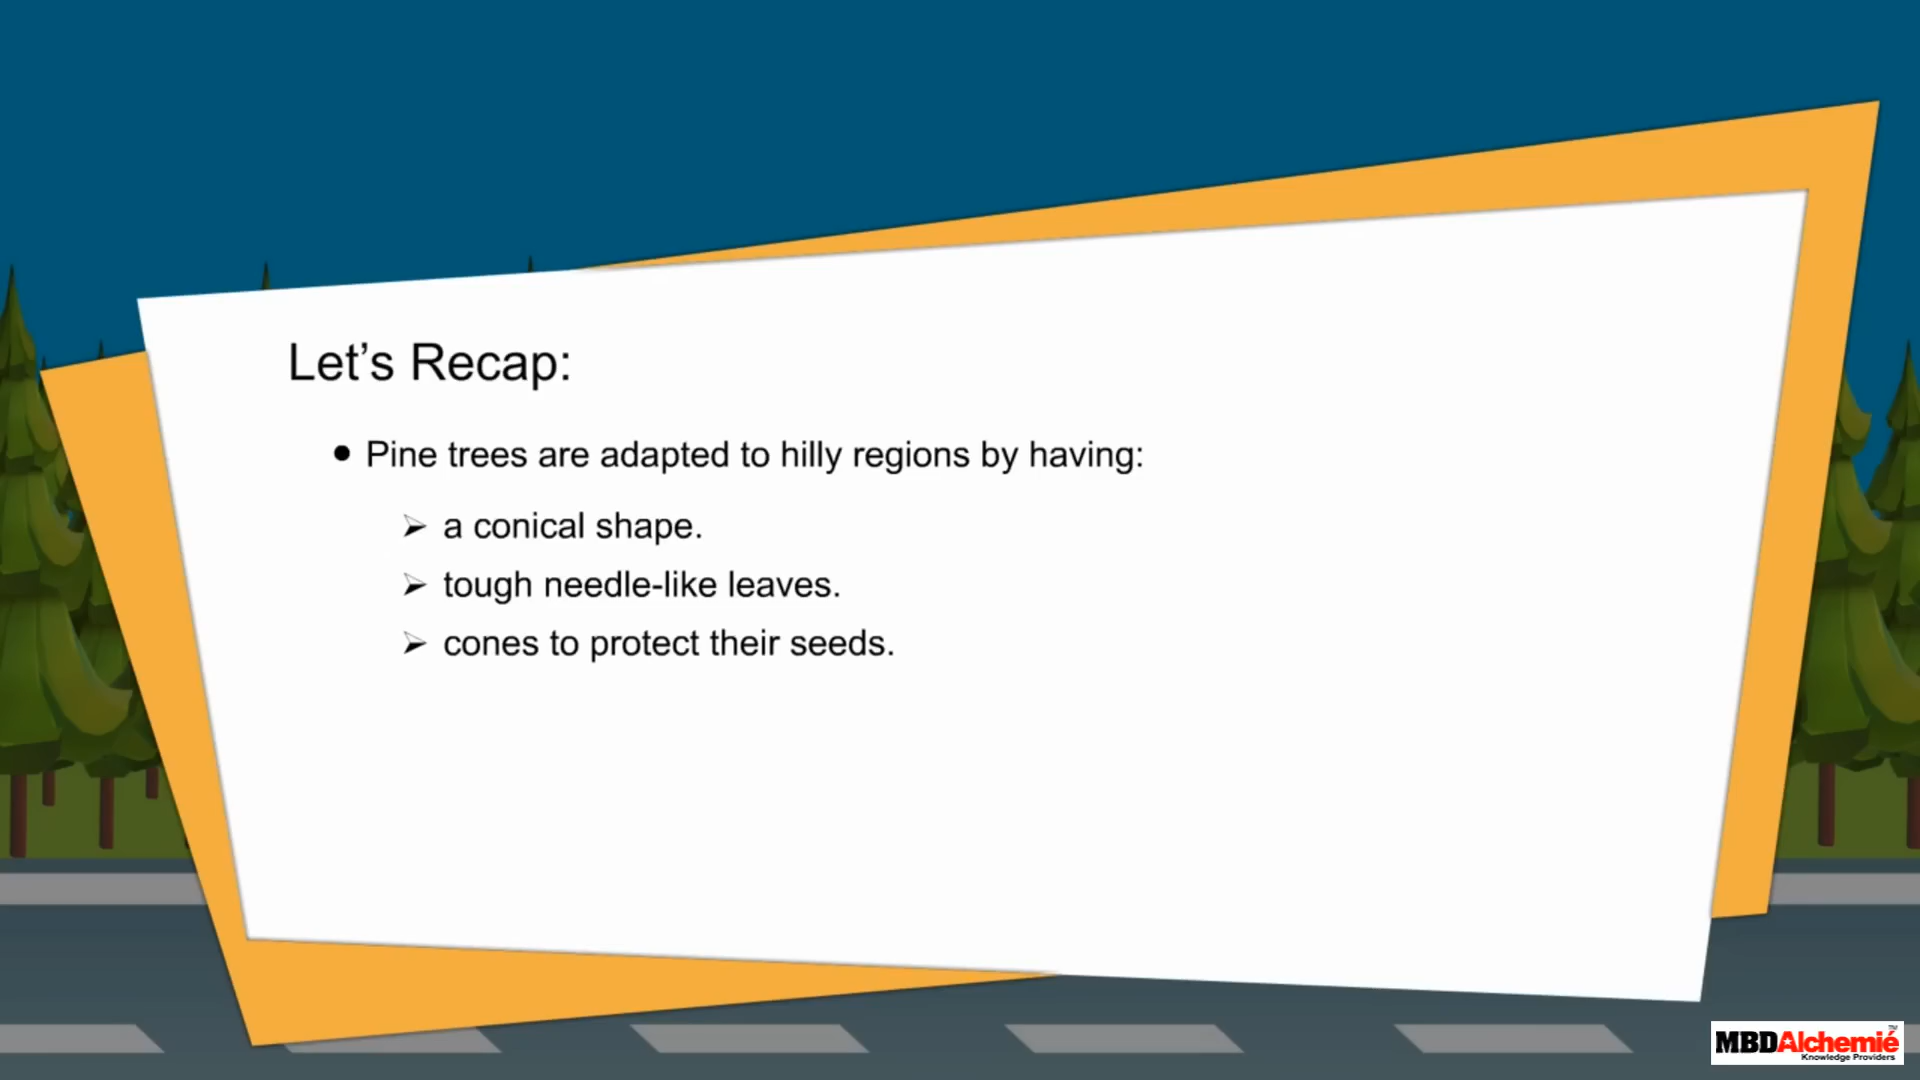 Let’s Recap:
● Pine trees are adapted to hilly regions by having:
➢ a conical shape.
➢ tough needle-like leaves.
➢ cones to protect their seeds.
MBDAlchemié™
Knowledge Providers